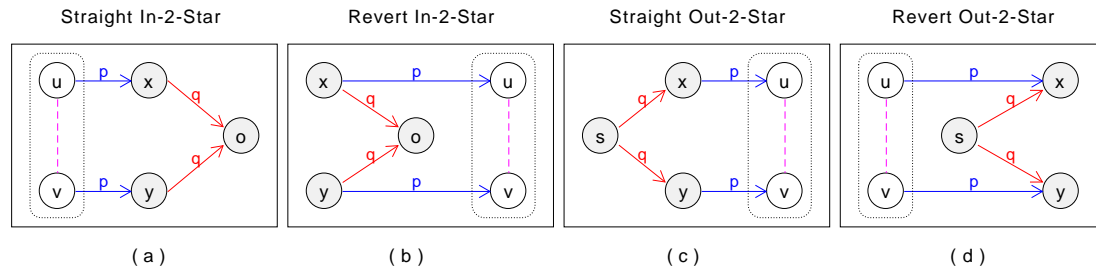 Straight In-2-Star
Revert In-2-Star
Straight Out-2-Star
Revert Out-2-Star
u p x q o q v p y
x p u q o q y p v
x p u q s q y p v
u p x q s q v p y
( a )
( b )
( c )
( d )